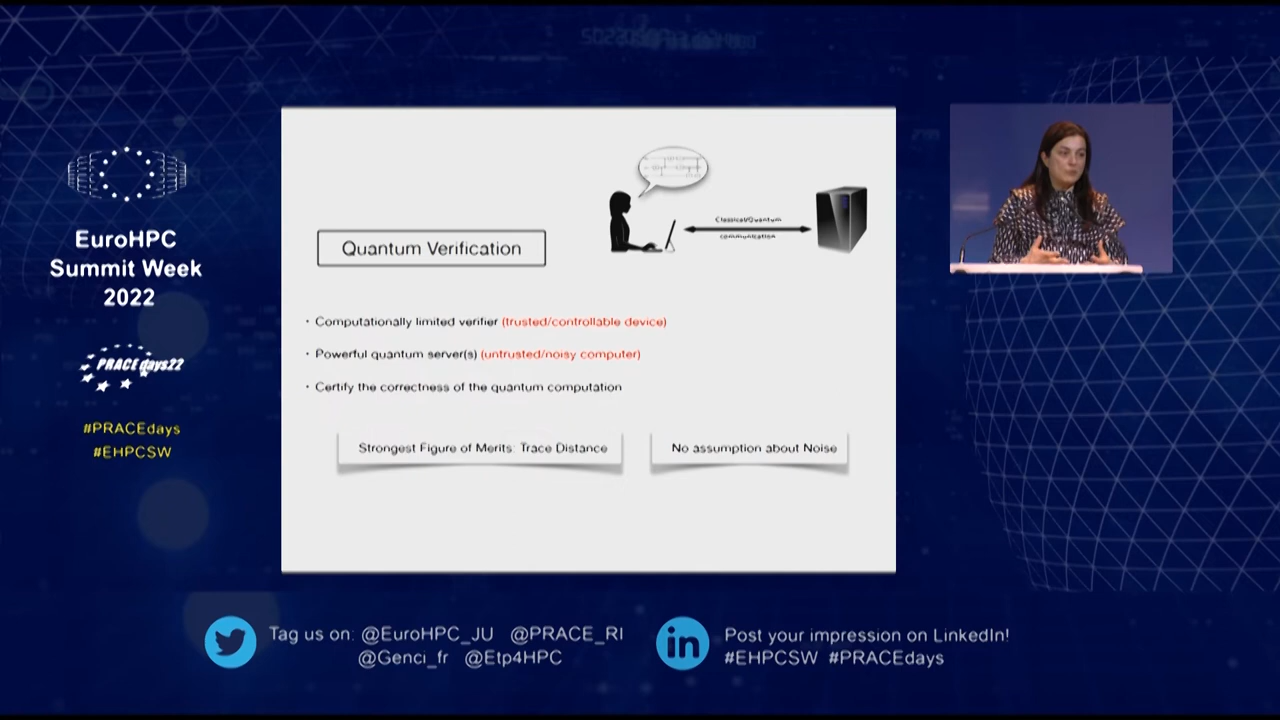 EuroHPC
Summit Week
2022
PRACEdays22
#PRACEdays
#EHPCSW
Classical/Quantum
communication
Quantum Verification
· Computationally limited verifier (trusted/controllable device)
· Powerful quantum server(s) (untrusted/noisy computer)
· Certify the correctness of the quantum computation
Strongest Figure of Merits: Trace Distance
No assumption about Noise
Tag us on: @EuroHPC_JU @PRACE_RI
@Genci_fr @Etp4HPC
in
Post your impression on LinkedIn!
#EHPCSW #PRACEdays